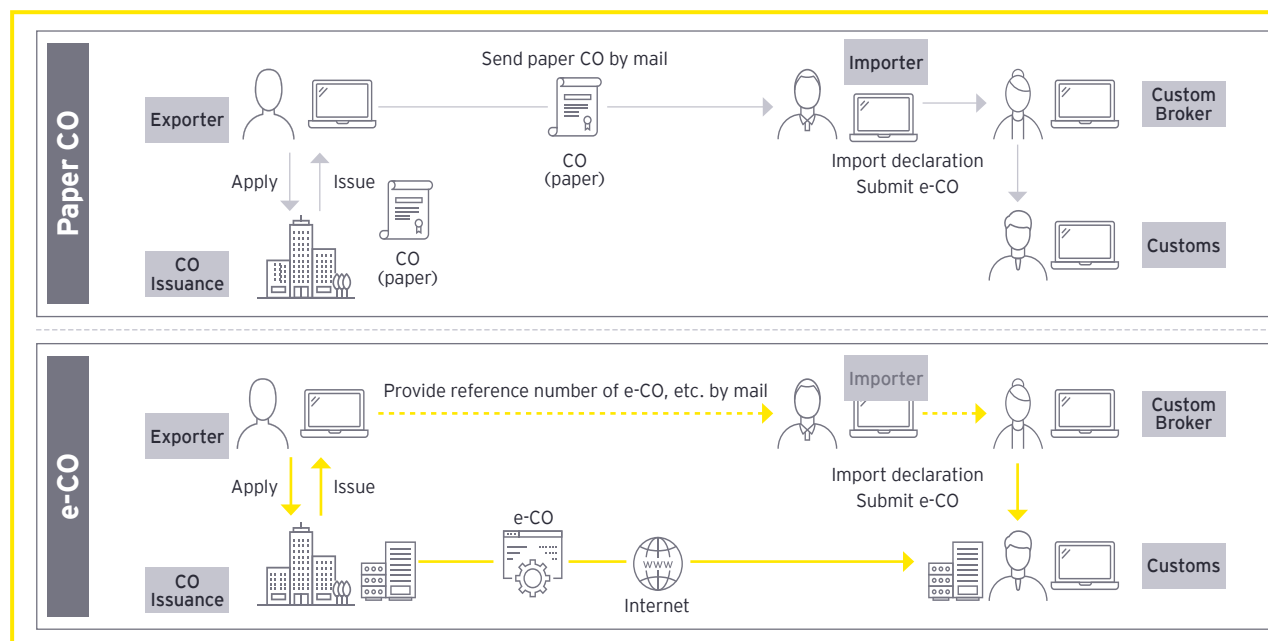 Paper CO
Send paper CO by mail
Importer
Exporter
Custom
Broker
CO
(paper)
Import declaration
Submit e-CO
Apply
Issue
CO
Issuance
CO
(paper)
Customs
e-CO
Provide reference number of e-CO, etc. by mail
Importer
Exporter
Custom
Broker
Apply
Issue
Import declaration
Submit e-CO
e-CO
WWW
CO
Issuance
Internet
Customs